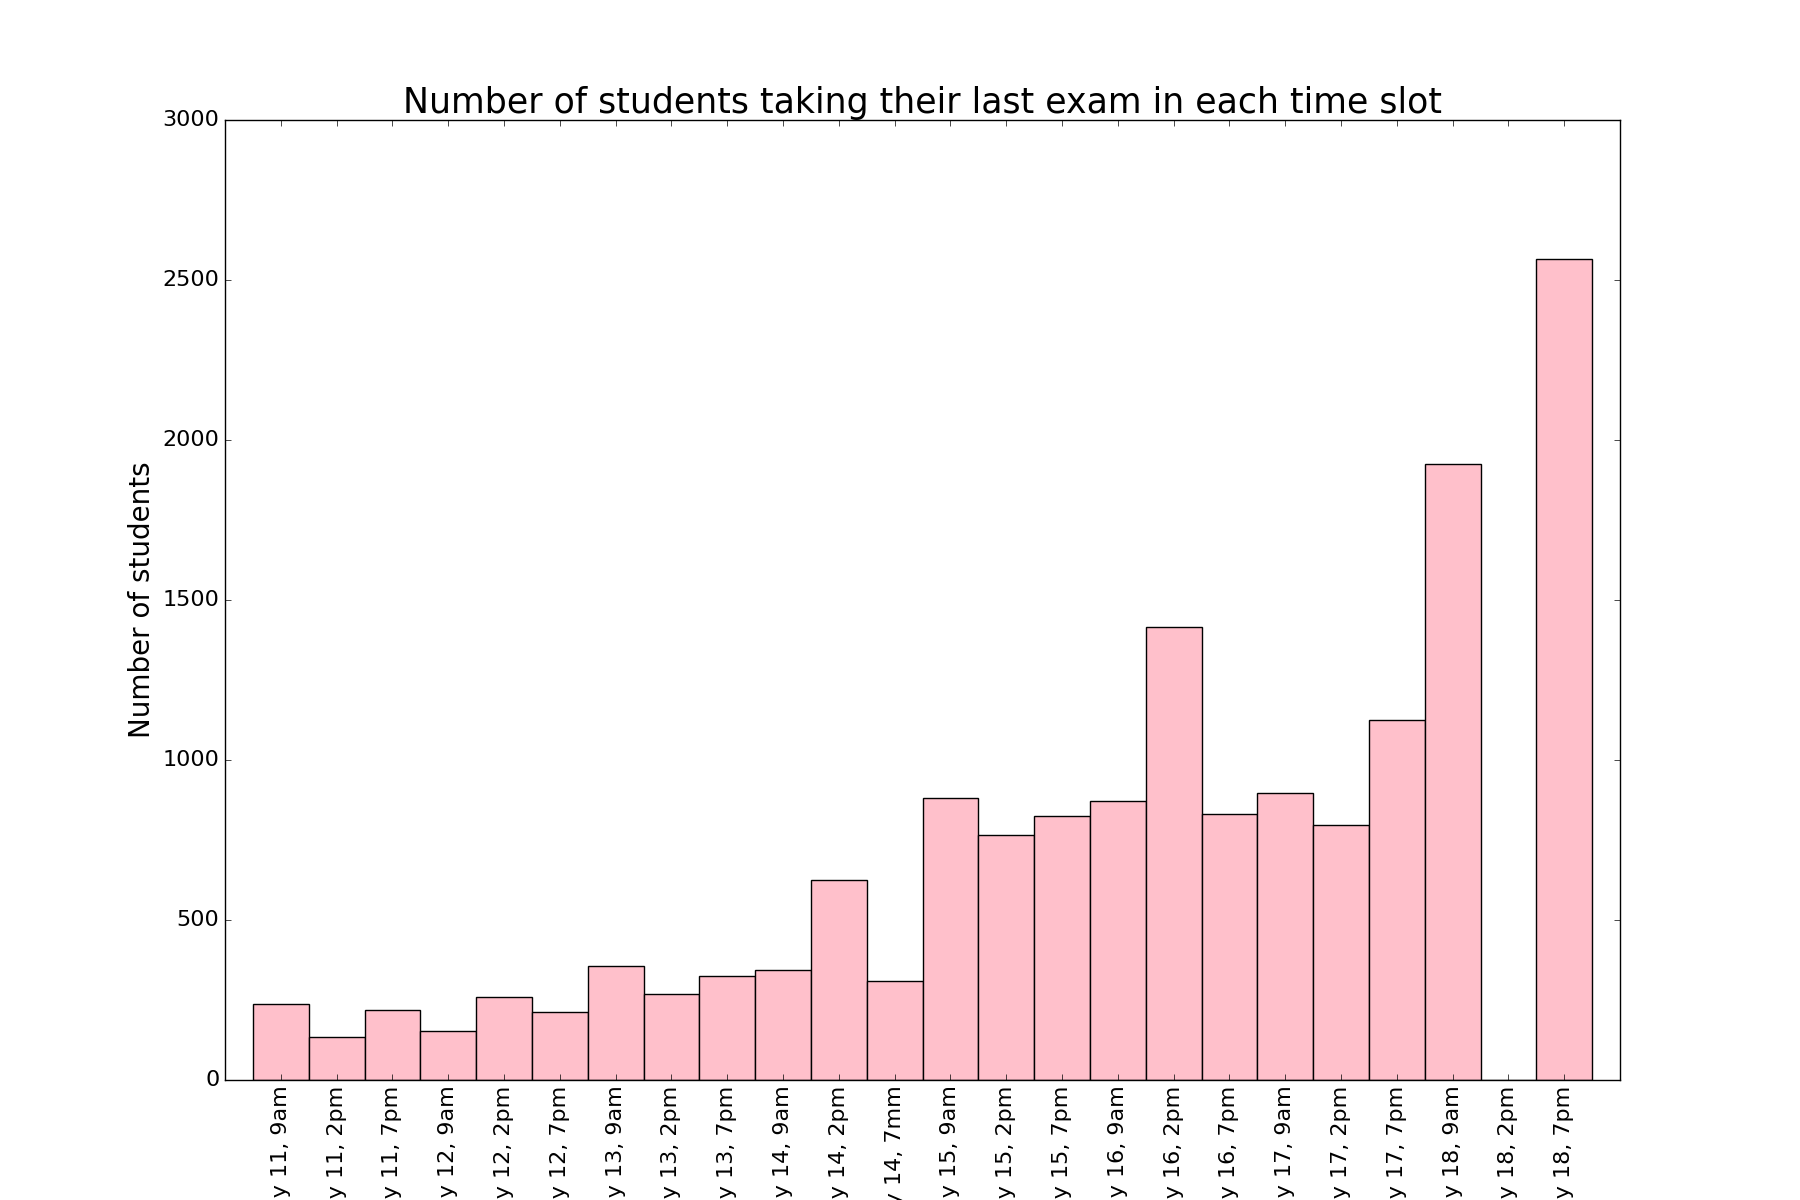 Number of students taking their last exam in each time slot
Number of students
3000
2500
2000
1500
1000
500
0
y 11, 9am
y 11, 2pm
y 11, 7pm
y 12, 9am
y 12, 2pm
y 12, 7pm
y 13, 9am
y 13, 2pm
y 13, 7pm
y 14, 9am
y 14, 2pm
y 14, 7mm
y 15, 9am
y 15, 2pm
y 15, 7pm
y 16, 9am
y 16, 2pm
y 16, 7pm
y 17, 9am
y 17, 2pm
y 17, 7pm
y 18, 9am
y 18, 2pm
y 18, 7pm